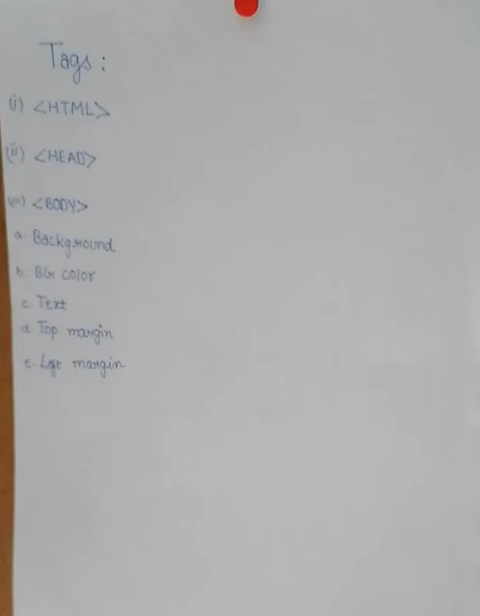 Tags :
(i) <HTML>
(ii) <HEAD>
(iii) <BODY>
a. Background
b. BG color
c. Text
d. Top margin
e. Left margin